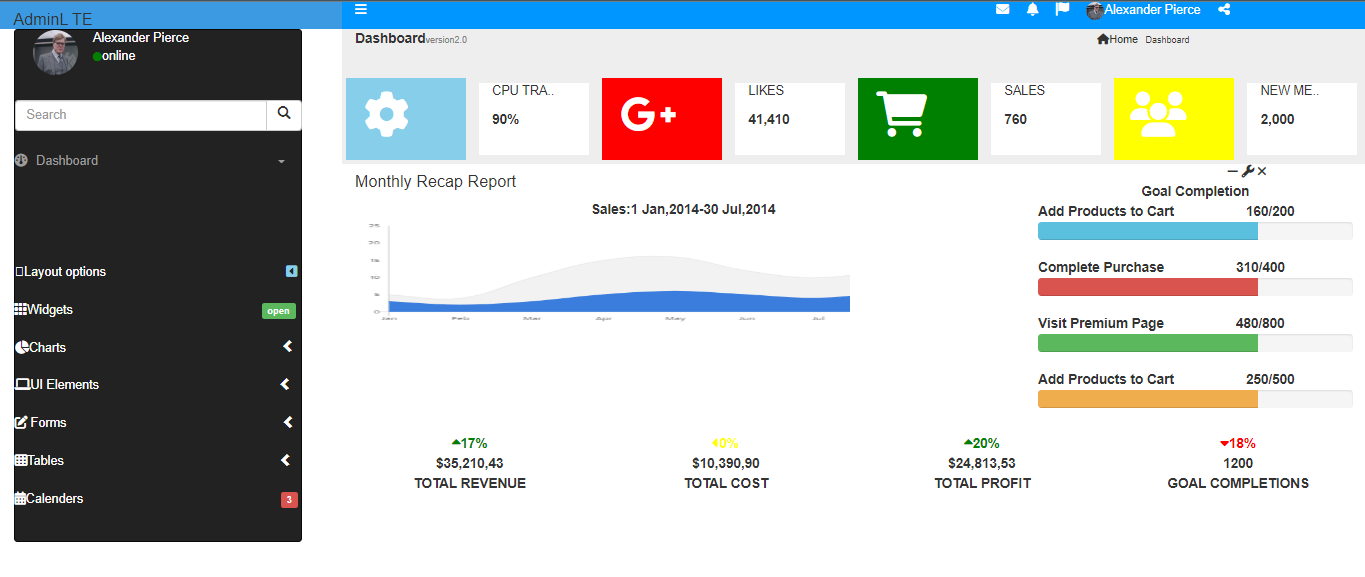 AdminL TE
Alexander Pierce
Alexander Pierce
online
Search
Dashboard
Layout options
Widgets
open
Charts
UI Elements
Forms
Tables
Calenders
3
Dashboardversion2.0
Home Dashboard
CPU TRA..
90%
G+
LIKES
41,410
SALES
760
NEW ME..
2,000
Monthly Recap Report
Sales:1 Jan,2014-30 Jul,2014
25
20
15
10
5
0
Jan Feb Mar Apr May Jun Jul
Goal Completion
Add Products to Cart 160/200
Complete Purchase 310/400
Visit Premium Page 480/800
Add Products to Cart 250/500
17%
$35,210,43
TOTAL REVENUE
0%
$10,390,90
TOTAL COST
20%
$24,813,53
TOTAL PROFIT
18%
1200
GOAL COMPLETIONS